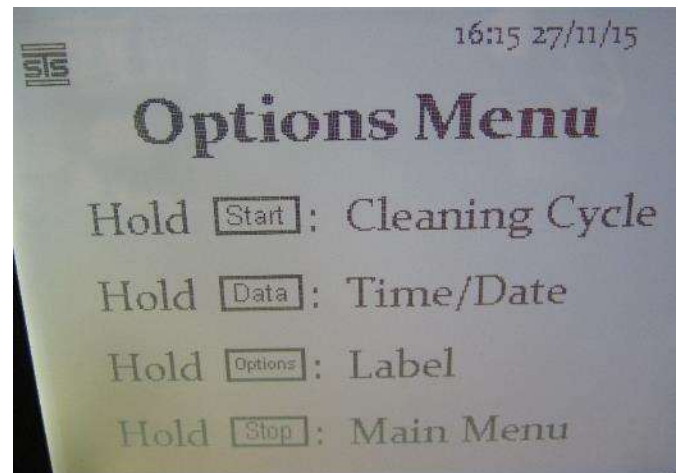 16:15 27/11/15
STS
Options Menu
Hold Start: Cleaning Cycle
Hold Data: Time/Date
Hold Options: Label
Hold Stop: Main Menu